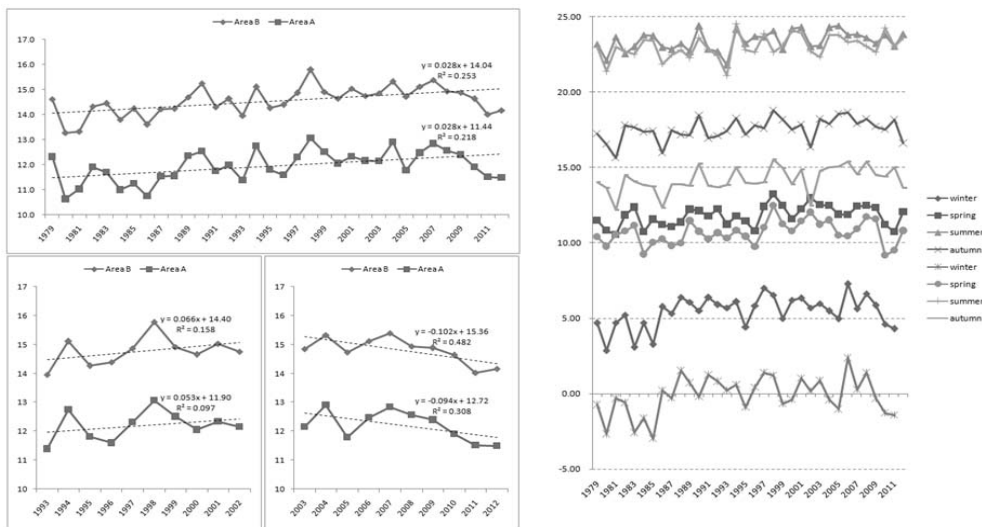 Area B Area A
17.0
16.0
15.0
14.0
13.0
12.0
11.0
10.0
y = 0.028x + 14.04
R² = 0.253
y = 0.028x + 11.44
R² = 0.218
1979 1981 1983 1985 1987 1989 1991 1993 1995 1997 1999 2001 2003 2005 2007 2009 2011
Area B Area A
17
16
15
14
13
12
11
10
y = 0.066x + 14.40
R² = 0.158
y = 0.053x + 11.90
R² = 0.097
1993 1994 1995 1996 1997 1998 1999 2000 2001 2002
Area B Area A
17
16
15
14
13
12
11
10
y = -0.102x + 15.36
R² = 0.482
y = -0.094x + 12.72
R² = 0.308
2003 2004 2005 2006 2007 2008 2009 2010 2011 2012
25.00
20.00
15.00
10.00
5.00
0.00
-5.00
1979 1981 1983 1985 1987 1989 1991 1993 1995 1997 1999 2001 2003 2005 2007 2009 2011
winter
spring
summer
autumn
winter
spring
summer
autumn